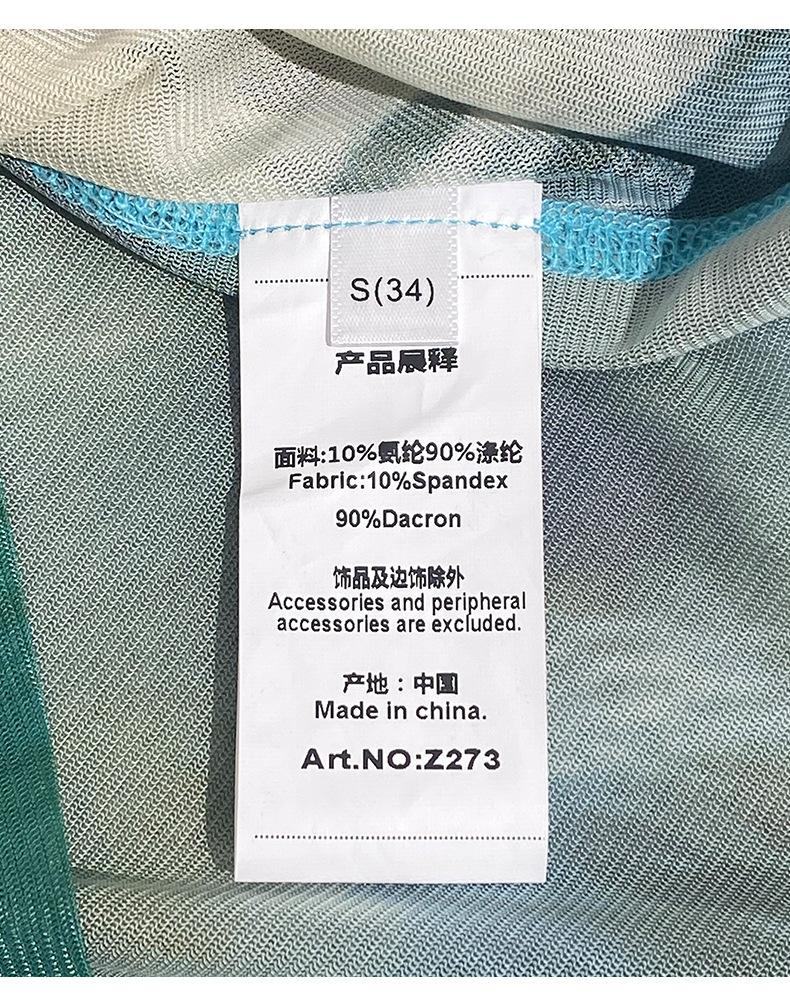 S(34)
产品展释
面料:10%氨纶90%涤纶
Fabric:10%Spandex
90%Dacron
饰品及边饰除外
Accessories and peripheral
accessories are excluded.
产地：中国
Made in china.
Art.NO:Z273